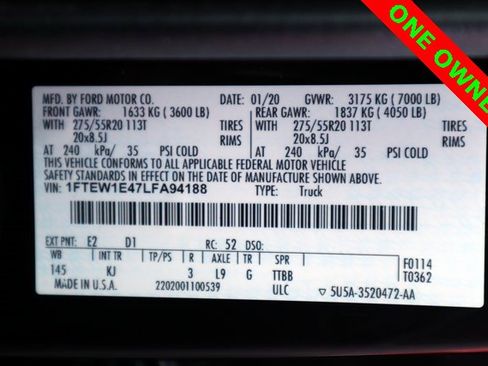 ONE OWNE
MFD. BY FORD MOTOR CO. DATE: 01/20 GVWR: 3175 KG ( 7000 LB)
FRONT GAWR: 1633 KG ( 3600 LB) REAR GAWR: 1837 KG ( 4050 LB)
WITH 275/55R20 113T TIRES WITH 275/55R20 113T TIRES
20x8.5J RIMS 20x8.5J RIMS
AT 240 kPa/ 35 PSI COLD AT 240 kPa/ 35 PSI COLD
THIS VEHICLE CONFORMS TO ALL APPLICABLE FEDERAL MOTOR VEHICLE
SAFETY STANDARDS IN EFFECT ON THE DATE OF MANUFACTURE SHOWN ABOVE.
VIN: 1FTEW1E47LFA94188 TYPE: Truck
EXT PNT: E2 D1 RC: 52 DSO:
WB INT TR TP/PS R AXLE TR SPR F0114
145 KJ 3 L9 G TTBB T0362
MADE IN U.S.A. 2202001100539 ULC ▽ 5U5A-3520472-AA